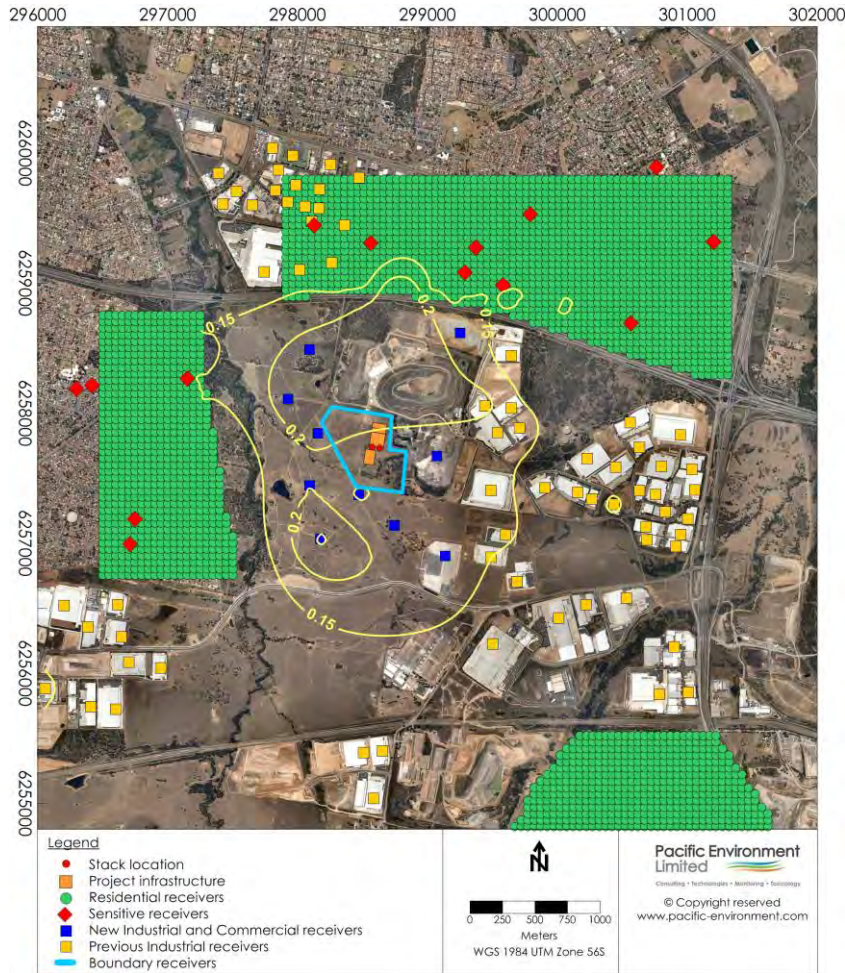 296000 297000 298000 299000 300000 301000 302000
6260000
6259000
6258000
6257000
6256000
6255000
0.15
0.2
0.15
0.2
0.2
0.15
Legend
Stack location
Project infrastructure
Residential receivers
Sensitive receivers
New Industrial and Commercial receivers
Previous Industrial receivers
Boundary receivers
N
0 250 500 750 1000
Meters
WGS 1984 UTM Zone 56S
Pacific Environment
Limited
Consulting • Technologies • Monitoring • Toxicology
© Copyright reserved
www.pacific-environment.com